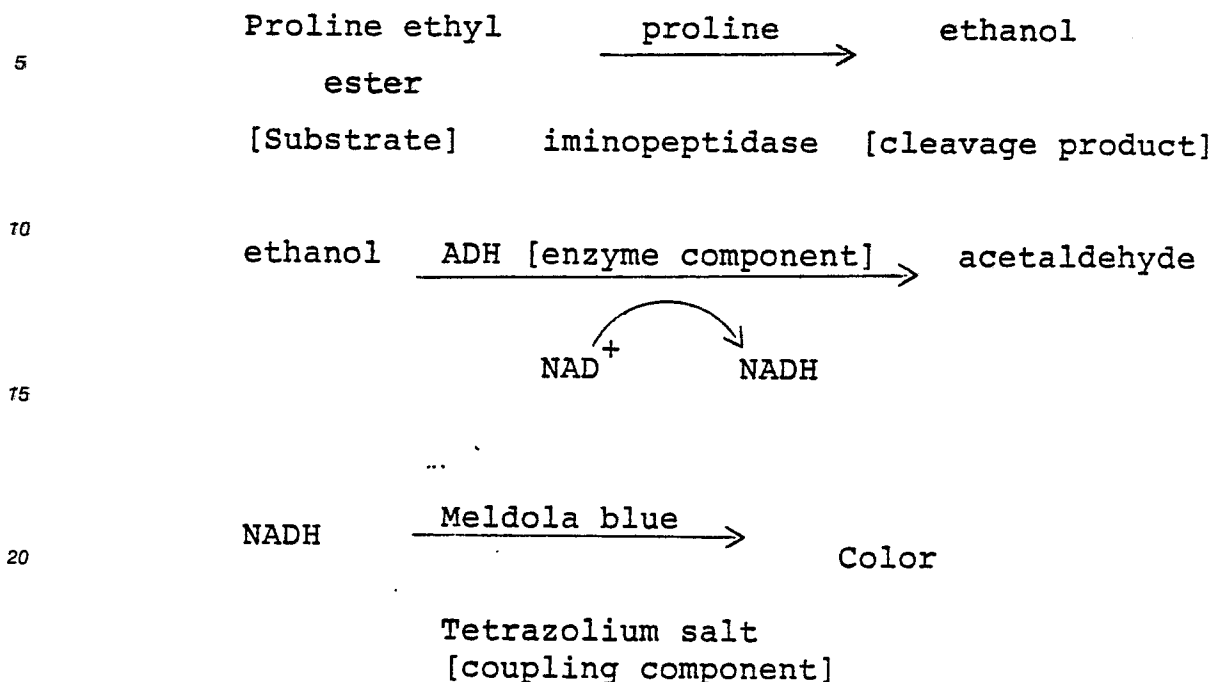 Proline ethyl proline ethanol
5
ester
[Substrate] iminopeptidase [cleavage product]
10
ethanol ADH [enzyme component] acetaldehyde
NAD+ NADH
15
NADH Meldola blue
20 Color
Tetrazolium salt
[coupling component]